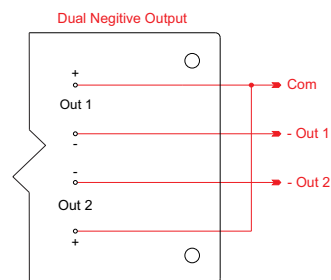 Dual Negitive Output
+
Com
Out 1
- Out 1
-
-
- Out 2
Out 2
+